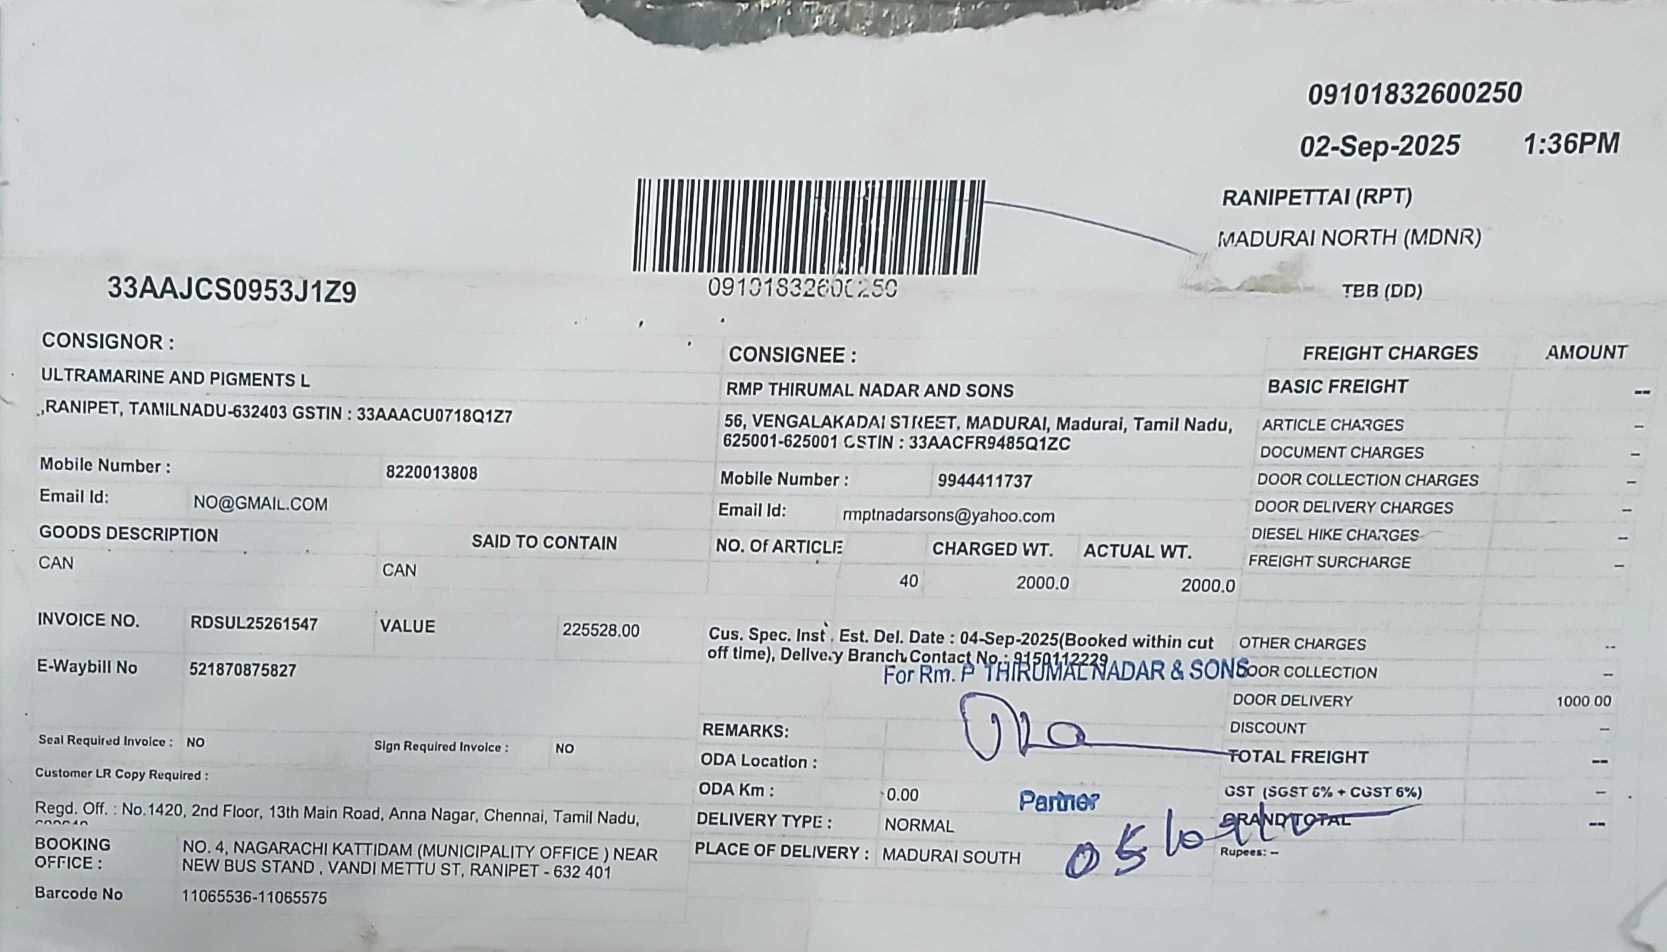 09101832600250
02-Sep-2025 1:36PM
RANIPETTAI (RPT)
MADURAI NORTH (MDNR)
TBB (DD)
09101832600250
33AAJCS0953J1Z9
CONSIGNOR :
ULTRAMARINE AND PIGMENTS L
,RANIPET, TAMILNADU-632403 GSTIN : 33AAACU0718Q1Z7
Mobile Number : 8220013808
Email Id: NO@GMAIL.COM
CONSIGNEE :
RMP THIRUMAL NADAR AND SONS
56, VENGALAKADAI STREET, MADURAI, Madurai, Tamil Nadu,
625001-625001 GSTIN : 33AACFR9485Q1ZC
Mobile Number : 9944411737
Email Id: rmptnadarsons@yahoo.com
GOODS DESCRIPTION SAID TO CONTAIN NO. Of ARTICLE CHARGED WT. ACTUAL WT.
CAN CAN 40 2000.0 2000.0
INVOICE NO. RDSUL25261547 VALUE 225528.00
E-Waybill No 521870875827
Cus. Spec. Inst . Est. Del. Date : 04-Sep-2025(Booked within cut
off time), Delivery Branch Contact No.: 9150112229
For Rm. P THIRUMAL NADAR & SONS
Seal Required Invoice : NO Sign Required Invoice : NO
Customer LR Copy Required :
Regd. Off. : No.1420, 2nd Floor, 13th Main Road, Anna Nagar, Chennai, Tamil Nadu,
BOOKING OFFICE : NO. 4, NAGARACHI KATTIDAM (MUNICIPALITY OFFICE ) NEAR
NEW BUS STAND , VANDI METTU ST, RANIPET - 632 401
Barcode No 11065536-11065575
REMARKS:
ODA Location :
ODA Km : 0.00
DELIVERY TYPE : NORMAL
PLACE OF DELIVERY : MADURAI SOUTH
Partner
FREIGHT CHARGES AMOUNT
BASIC FREIGHT --
ARTICLE CHARGES --
DOCUMENT CHARGES --
DOOR COLLECTION CHARGES --
DOOR DELIVERY CHARGES --
DIESEL HIKE CHARGES --
FREIGHT SURCHARGE --
OTHER CHARGES --
DOOR COLLECTION --
DOOR DELIVERY 1000.00
DISCOUNT --
TOTAL FREIGHT --
GST (SGST 6% + CGST 6%) --
GRAND TOTAL --
Rupees: --